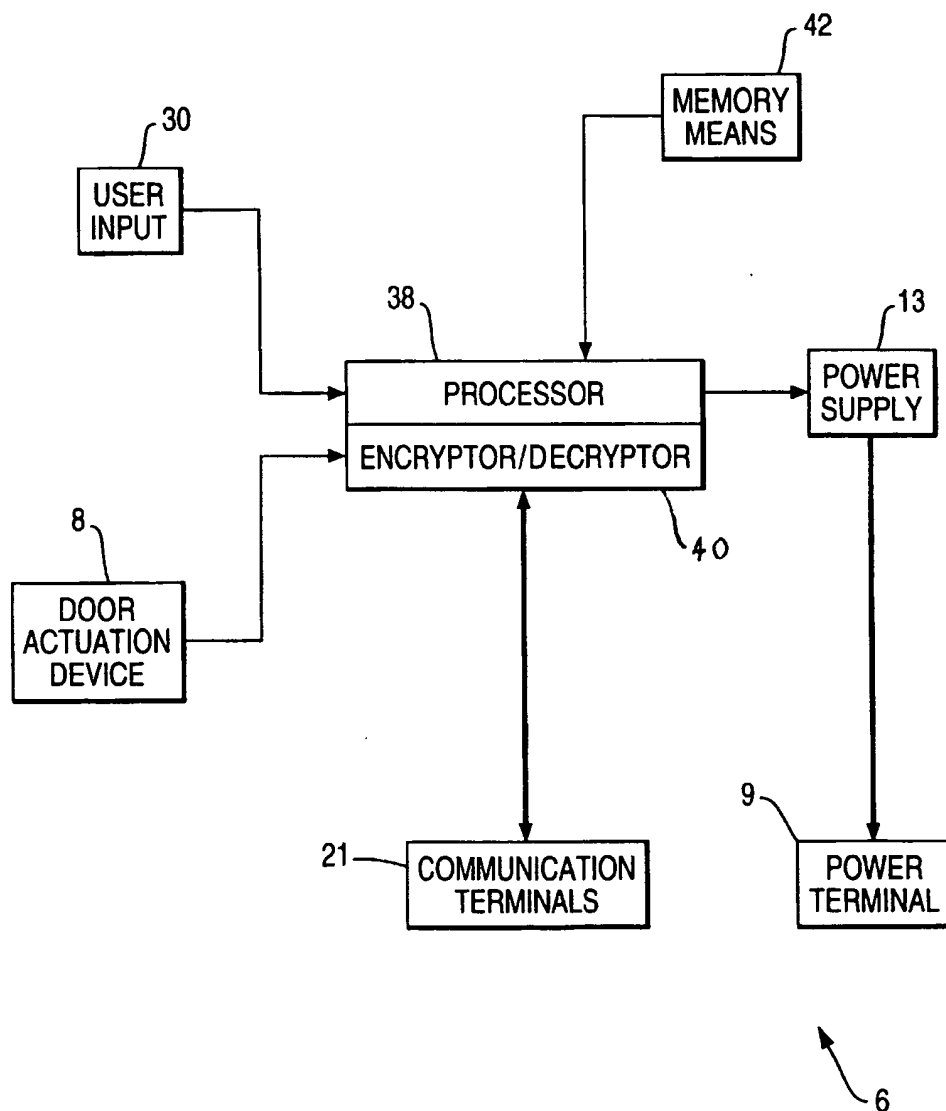 42
MEMORY
MEANS
30
USER
INPUT
38
13
PROCESSOR
POWER
SUPPLY
ENCRYPTOR/DECRYPTOR
8
40
DOOR
ACTUATION
DEVICE
9
21
COMMUNICATION
TERMINALS
POWER
TERMINAL
6